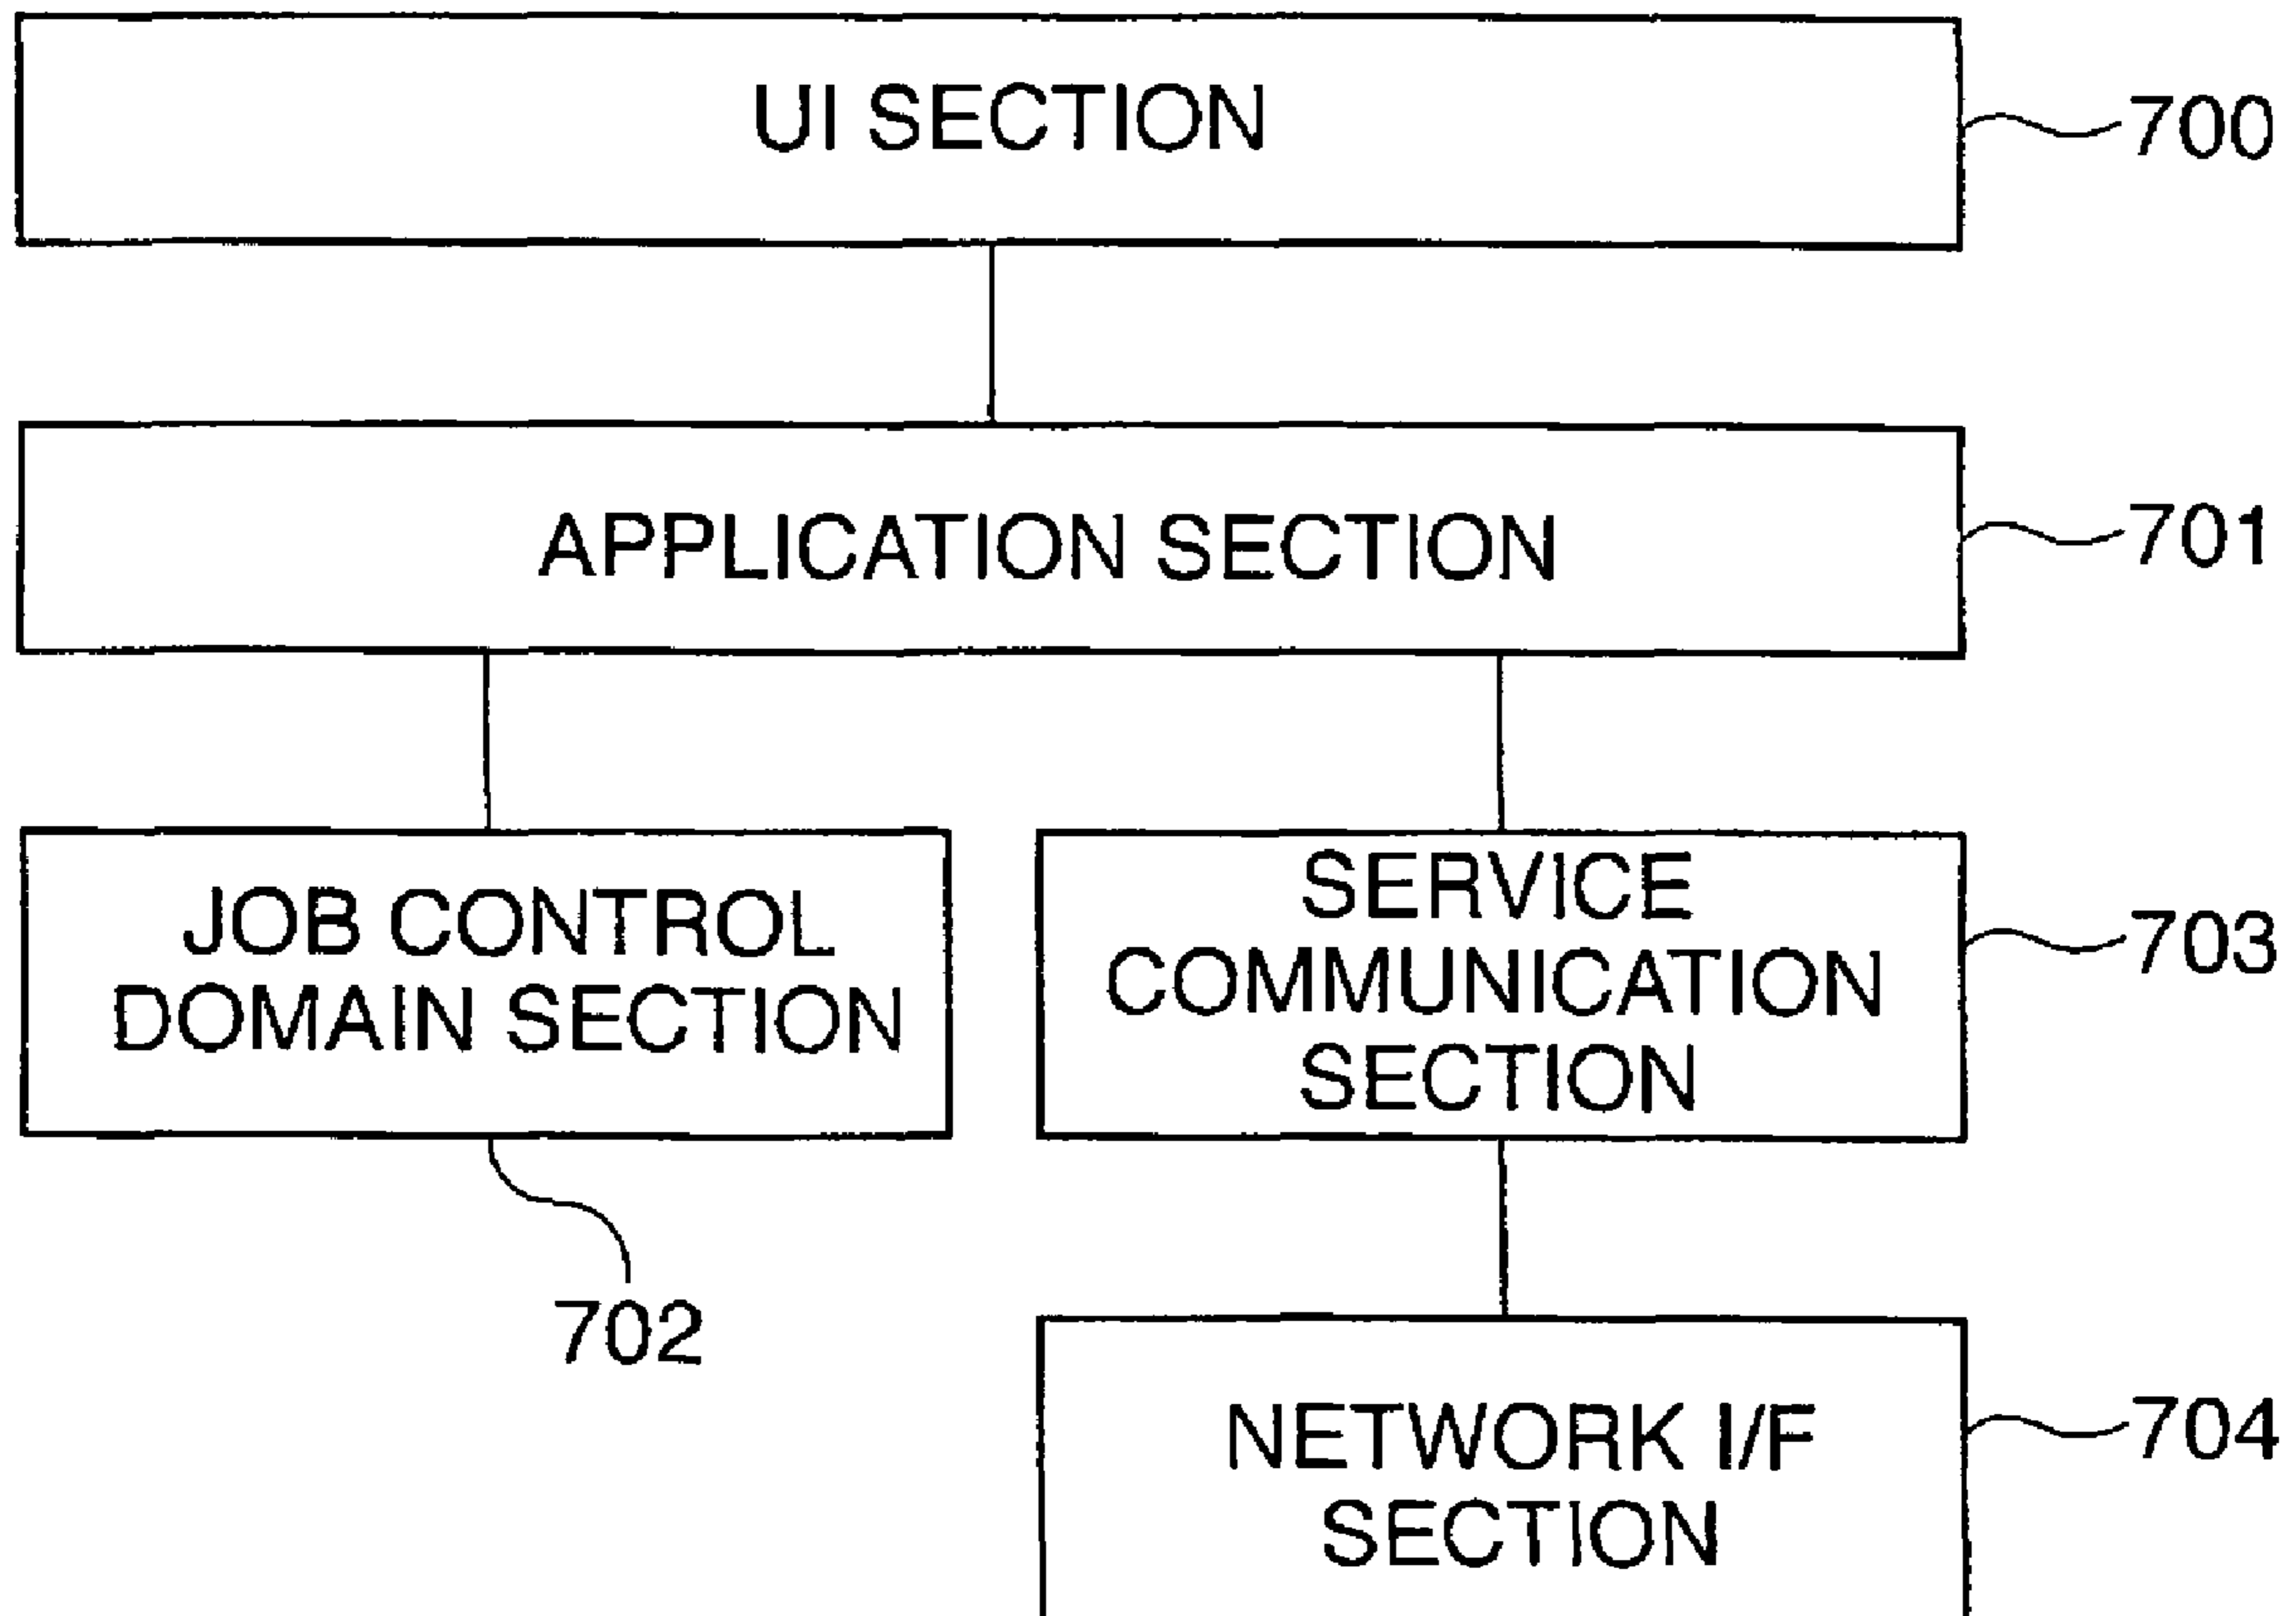 UI SECTION
700
APPLICATION SECTION
701
JOB CONTROL
DOMAIN SECTION
702
SERVICE
COMMUNICATION
SECTION
703
NETWORK I/F
SECTION
704